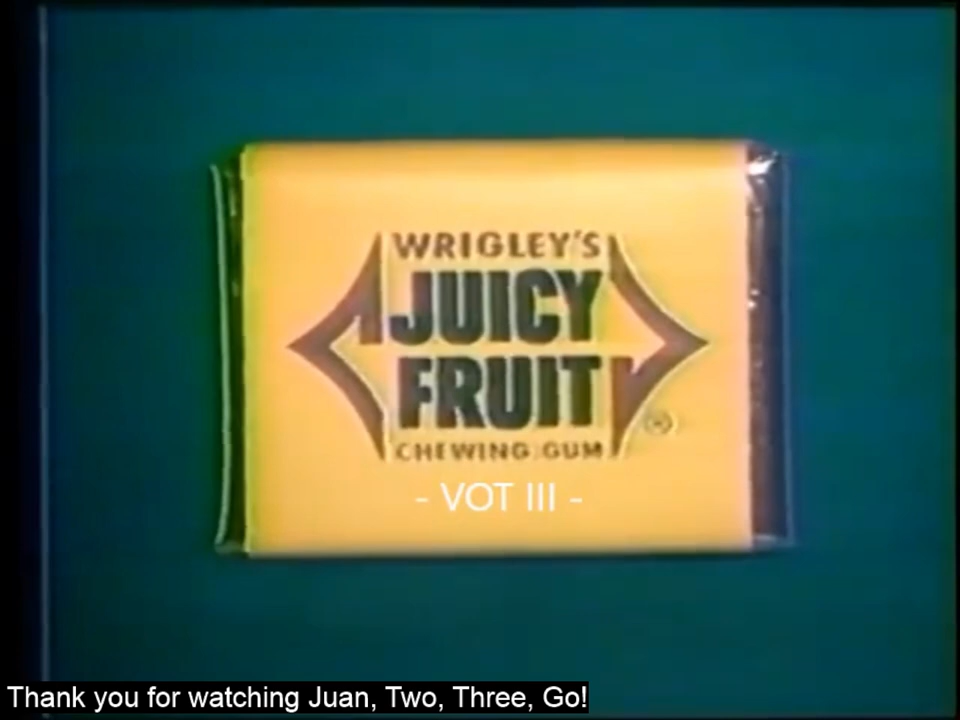 WRIGLEY'S
JUICY
FRUIT
®
CHEWING GUM
- VOT III -
Thank you for watching Juan, Two, Three, Go!